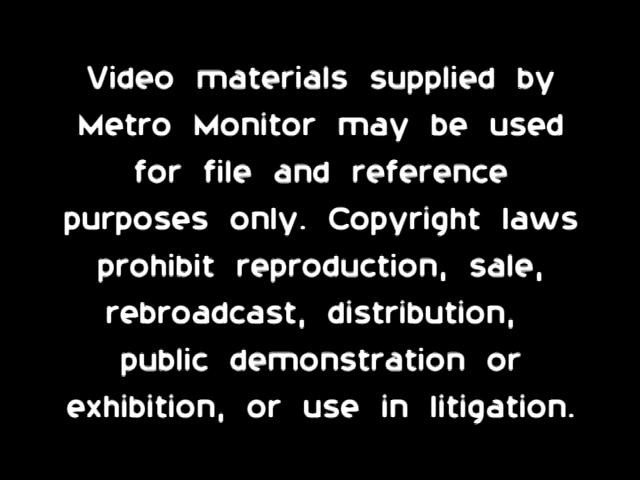 Video materials supplied by
Metro Monitor may be used
for file and reference
purposes only. Copyright laws
prohibit reproduction, sale,
rebroadcast, distribution,
public demonstration or
exhibition, or use in litigation.